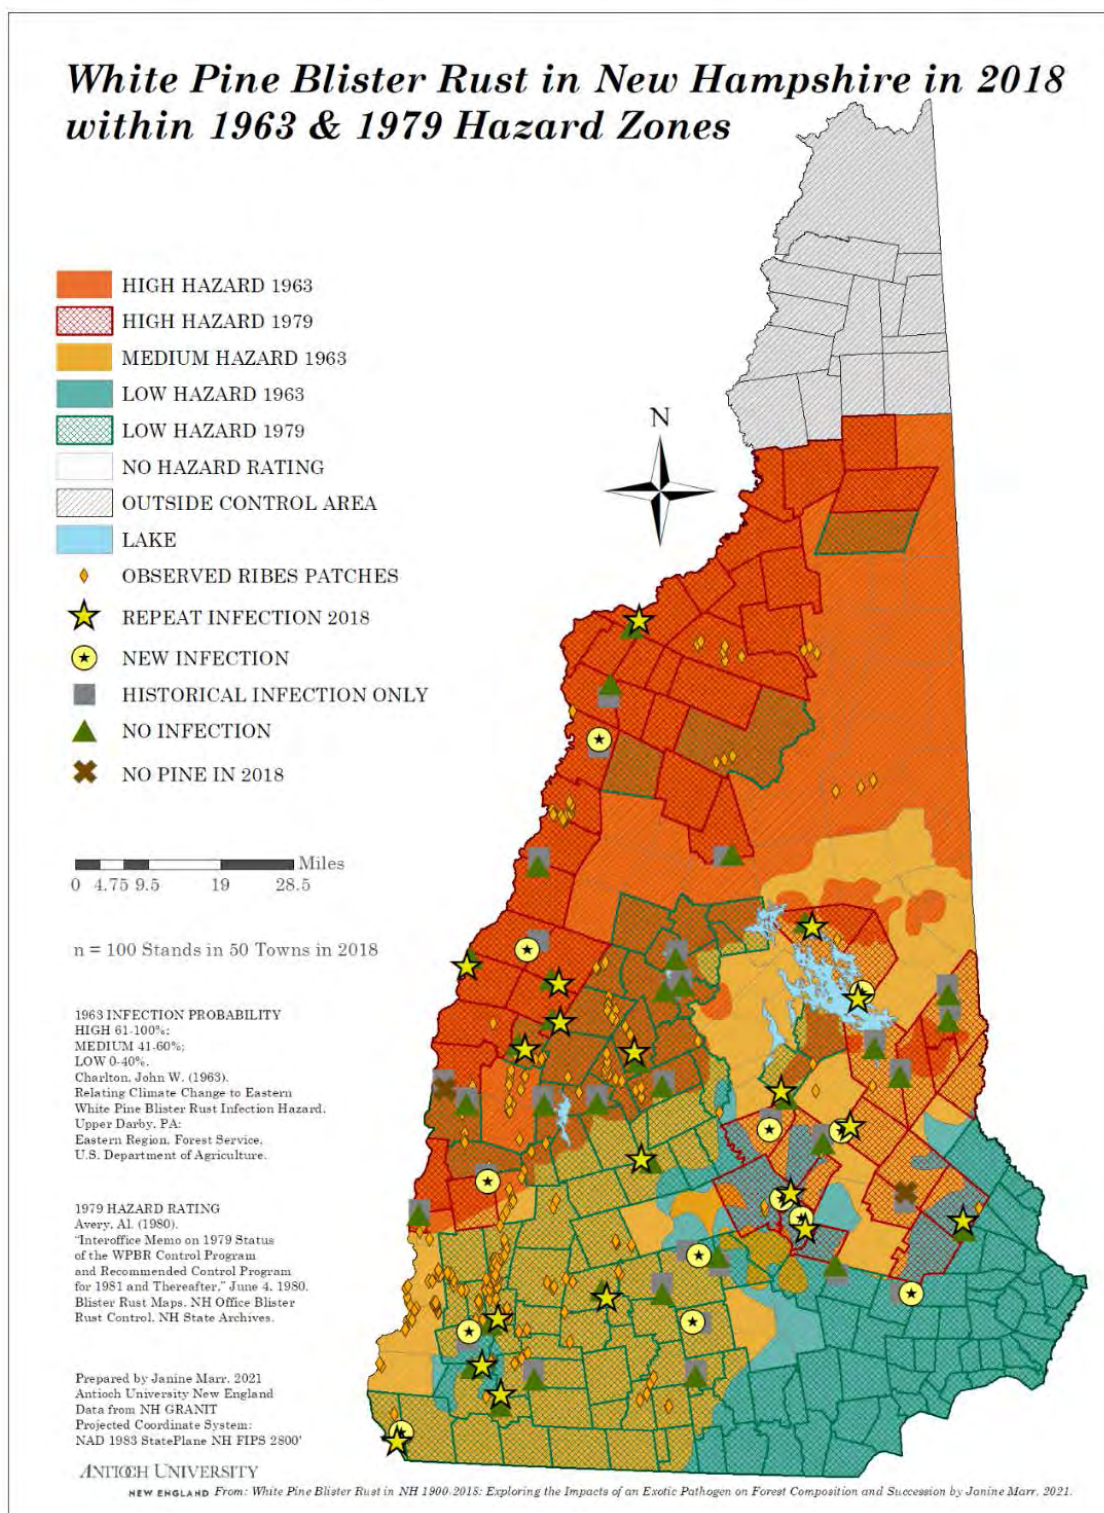 White Pine Blister Rust in New Hampshire in 2018
within 1963 & 1979 Hazard Zones
HIGH HAZARD 1963
HIGH HAZARD 1979
MEDIUM HAZARD 1963
LOW HAZARD 1963
LOW HAZARD 1979
NO HAZARD RATING
OUTSIDE CONTROL AREA
LAKE
OBSERVED RIBES PATCHES
REPEAT INFECTION 2018
NEW INFECTION
HISTORICAL INFECTION ONLY
NO INFECTION
NO PINE IN 2018
N
Miles
0 4.75 9.5 19 28.5
n = 100 Stands in 50 Towns in 2018
1963 INFECTION PROBABILITY
HIGH 61-100%;
MEDIUM 41-60%;
LOW 0-40%.
Charlton, John W. (1963).
Relating Climate Change to Eastern
White Pine Blister Rust Infection Hazard.
Upper Darby, PA:
Eastern Region, Forest Service,
U.S. Department of Agriculture.
1979 HAZARD RATING
Avery, Al. (1980).
"Interoffice Memo on 1979 Status
of the WPBR Control Program
and Recommended Control Program
for 1981 and Thereafter," June 4, 1980.
Blister Rust Maps. NH Office Blister
Rust Control. NH State Archives.
Prepared by Janine Marr, 2021
Antioch University New England
Data from NH GRANIT
Projected Coordinate System:
NAD 1983 StatePlane NH FIPS 2800'
ANTIOCH UNIVERSITY
NEW ENGLAND From: White Pine Blister Rust in NH 1900-2018: Exploring the Impacts of an Exotic Pathogen on Forest Composition and Succession by Janine Marr, 2021.